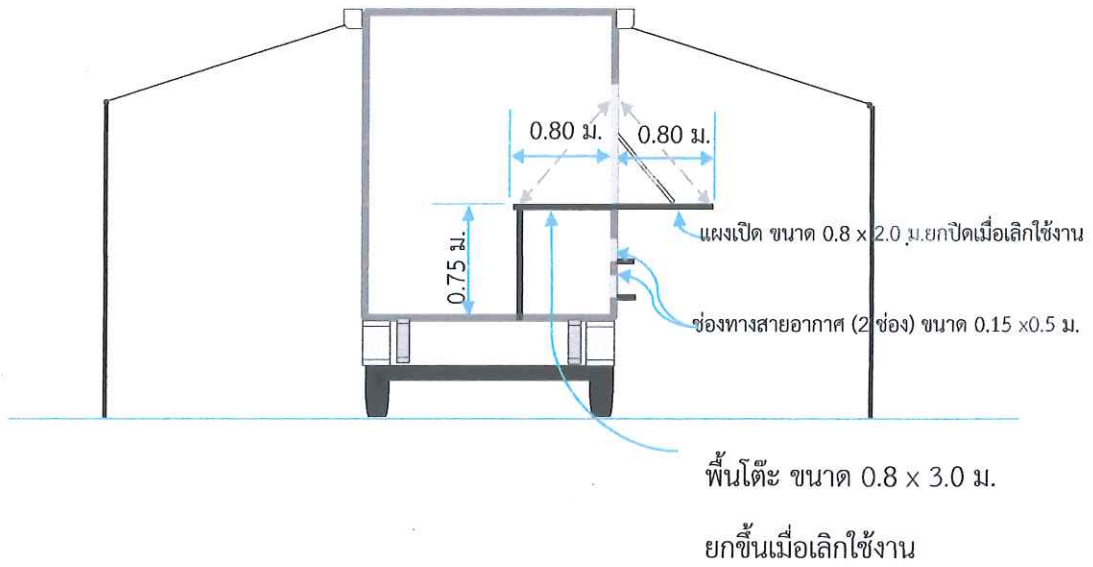 0.80 ม. 0.80 ม.
0.75 ม.
แผงเปิด ขนาด 0.8 x 2.0 ม.ยกปิดเมื่อเลิกใช้งาน
ช่องทางสายอากาศ (2 ช่อง) ขนาด 0.15 x0.5 ม.
พื้นโต๊ะ ขนาด 0.8 x 3.0 ม.
ยกขึ้นเมื่อเลิกใช้งาน